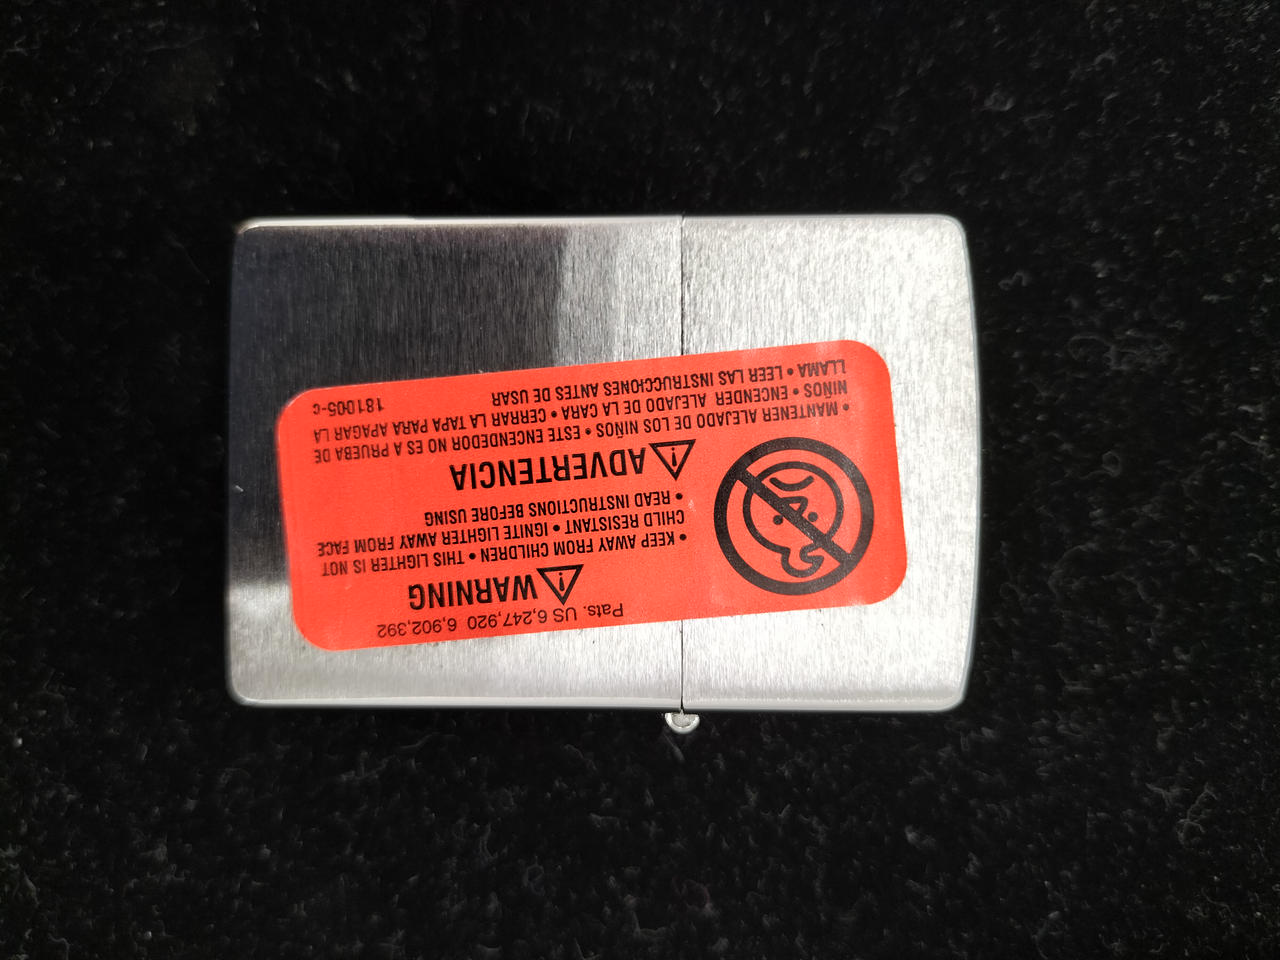 Pats. US 6,247,920 6,902,392
WARNING
• KEEP AWAY FROM CHILDREN • THIS LIGHTER IS NOT
CHILD RESISTANT • IGNITE LIGHTER AWAY FROM FACE
• READ INSTRUCTIONS BEFORE USING
ADVERTENCIA
• MANTENER ALEJADO DE LOS NIÑOS • ESTE ENCENDEDOR NO ES A PRUEBA DE
NIÑOS • ENCENDER ALEJADO DE LA CARA • CERRAR LA TAPA PARA APAGAR LA
LLAMA • LEER LAS INSTRUCCIONES ANTES DE USAR 181005-c